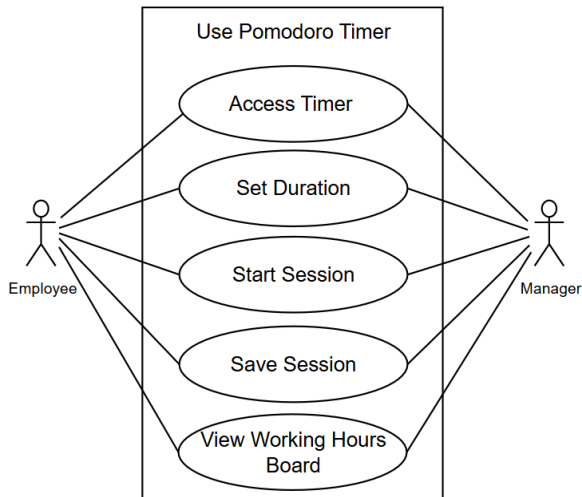 Use Pomodoro Timer
Access Timer
Set Duration
Start Session
Employee
Manager
Save Session
View Working Hours
Board